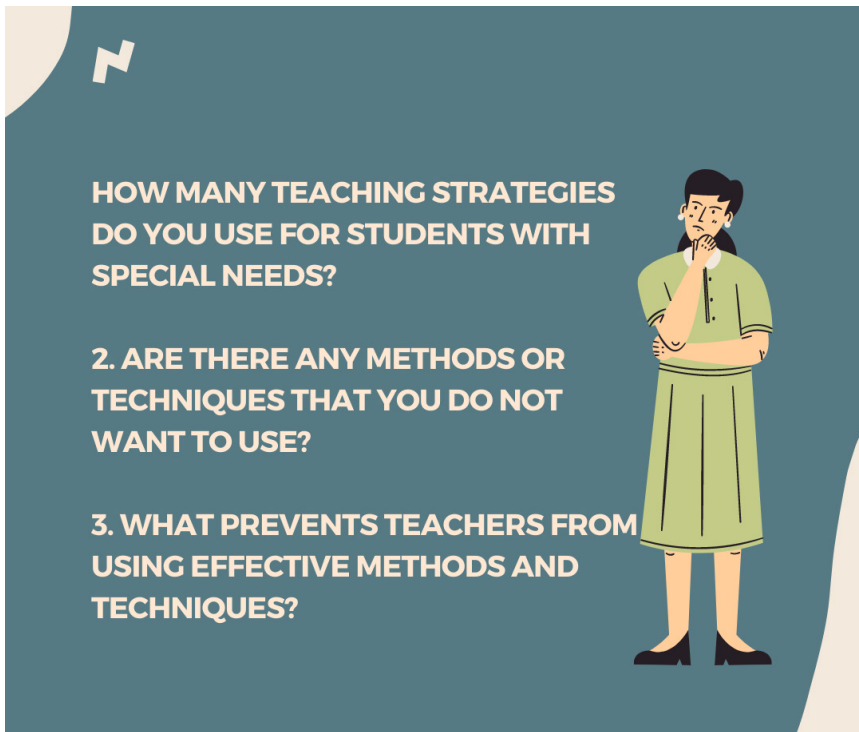 HOW MANY TEACHING STRATEGIES
DO YOU USE FOR STUDENTS WITH
SPECIAL NEEDS?
2. ARE THERE ANY METHODS OR
TECHNIQUES THAT YOU DO NOT
WANT TO USE?
3. WHAT PREVENTS TEACHERS FROM
USING EFFECTIVE METHODS AND
TECHNIQUES?